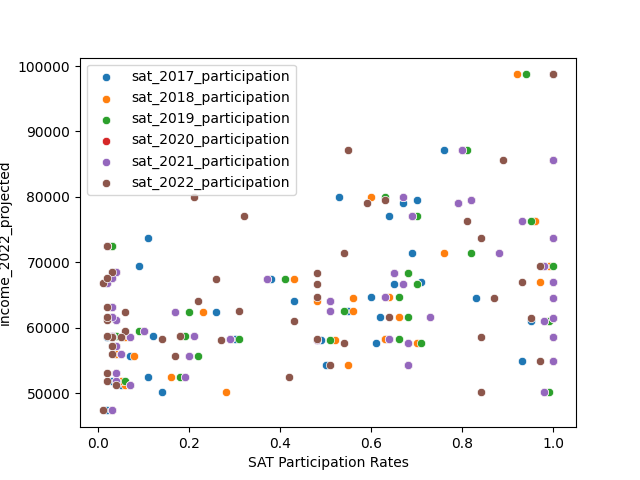 100000
90000
80000
70000
60000
50000
income_2022_projected
sat_2017_participation
sat_2018_participation
sat_2019_participation
sat_2020_participation
sat_2021_participation
sat_2022_participation
0.0 0.2 0.4 0.6 0.8 1.0
SAT Participation Rates